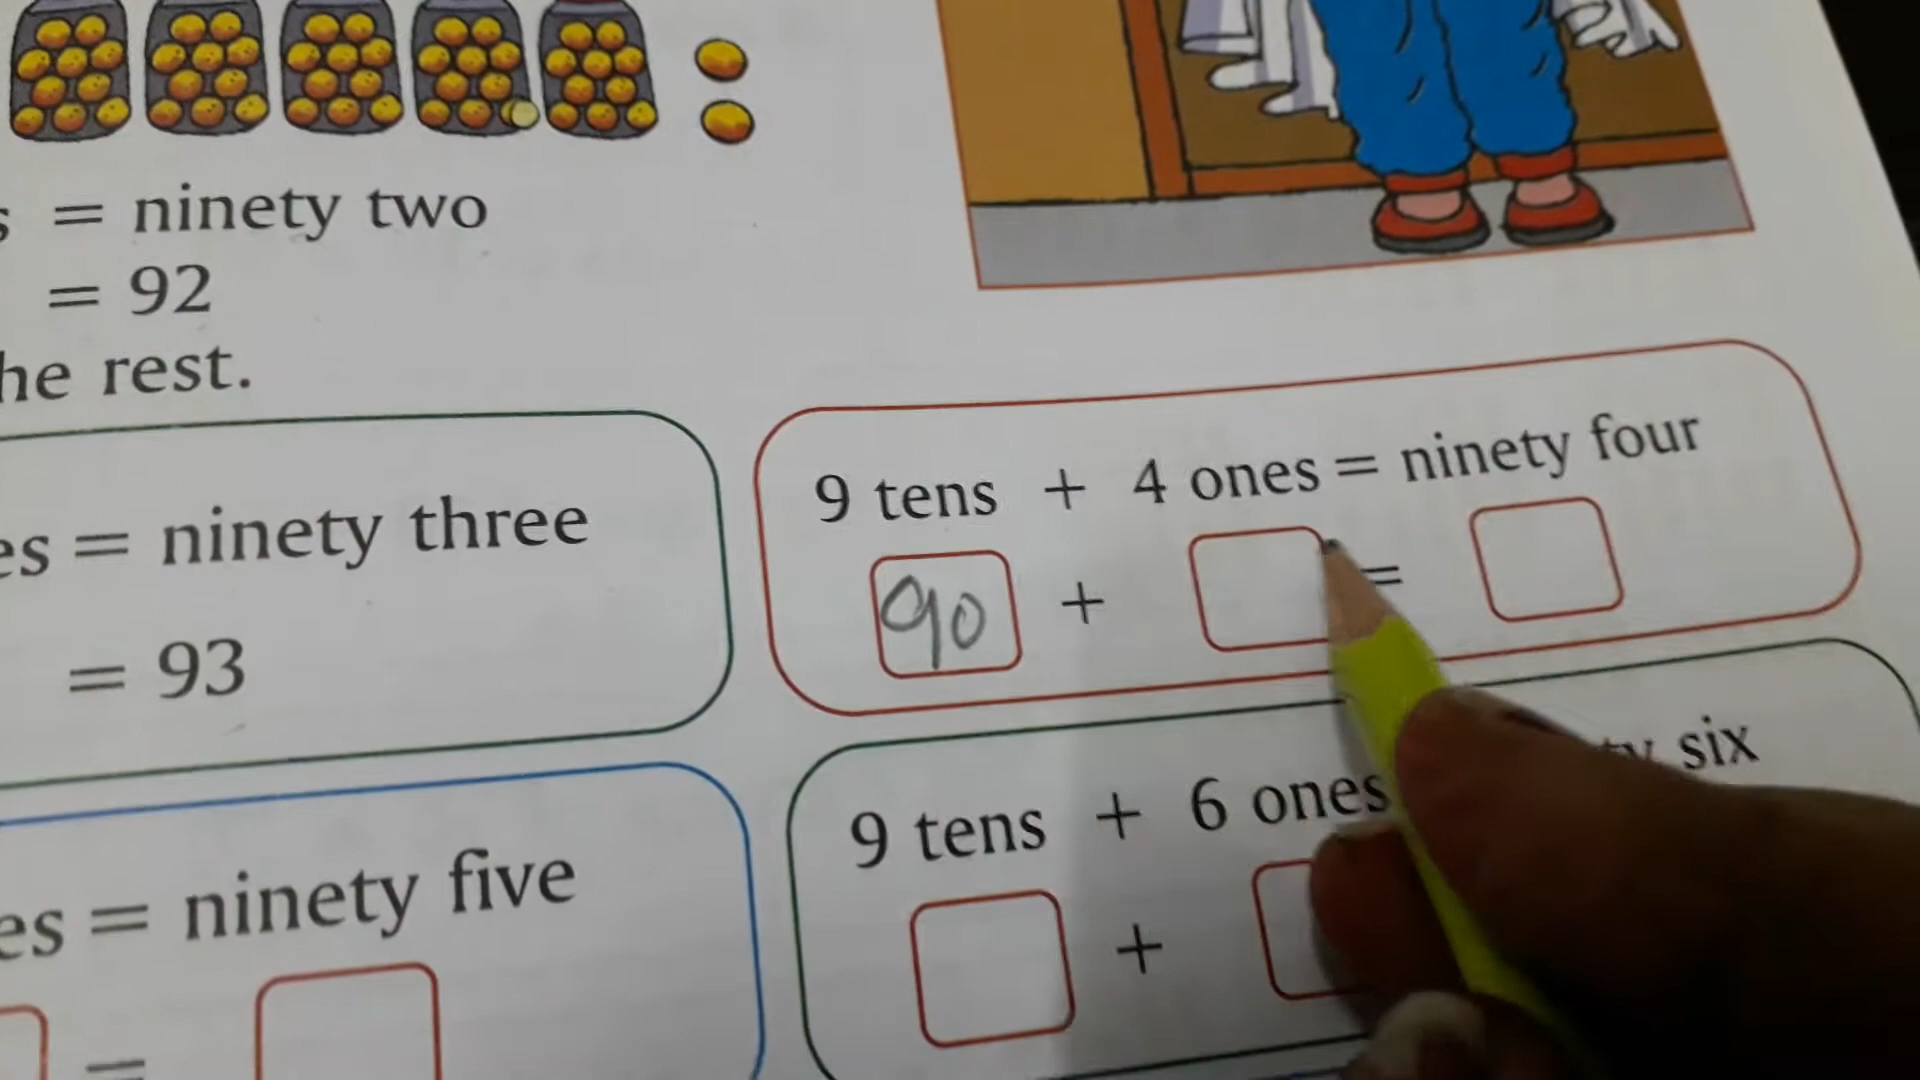 = ninety two
= 92
he rest.
es = ninety three
= 93
9 tens + 4 ones = ninety four
90 + =
es = ninety five
=
9 tens + 6 ones six
+